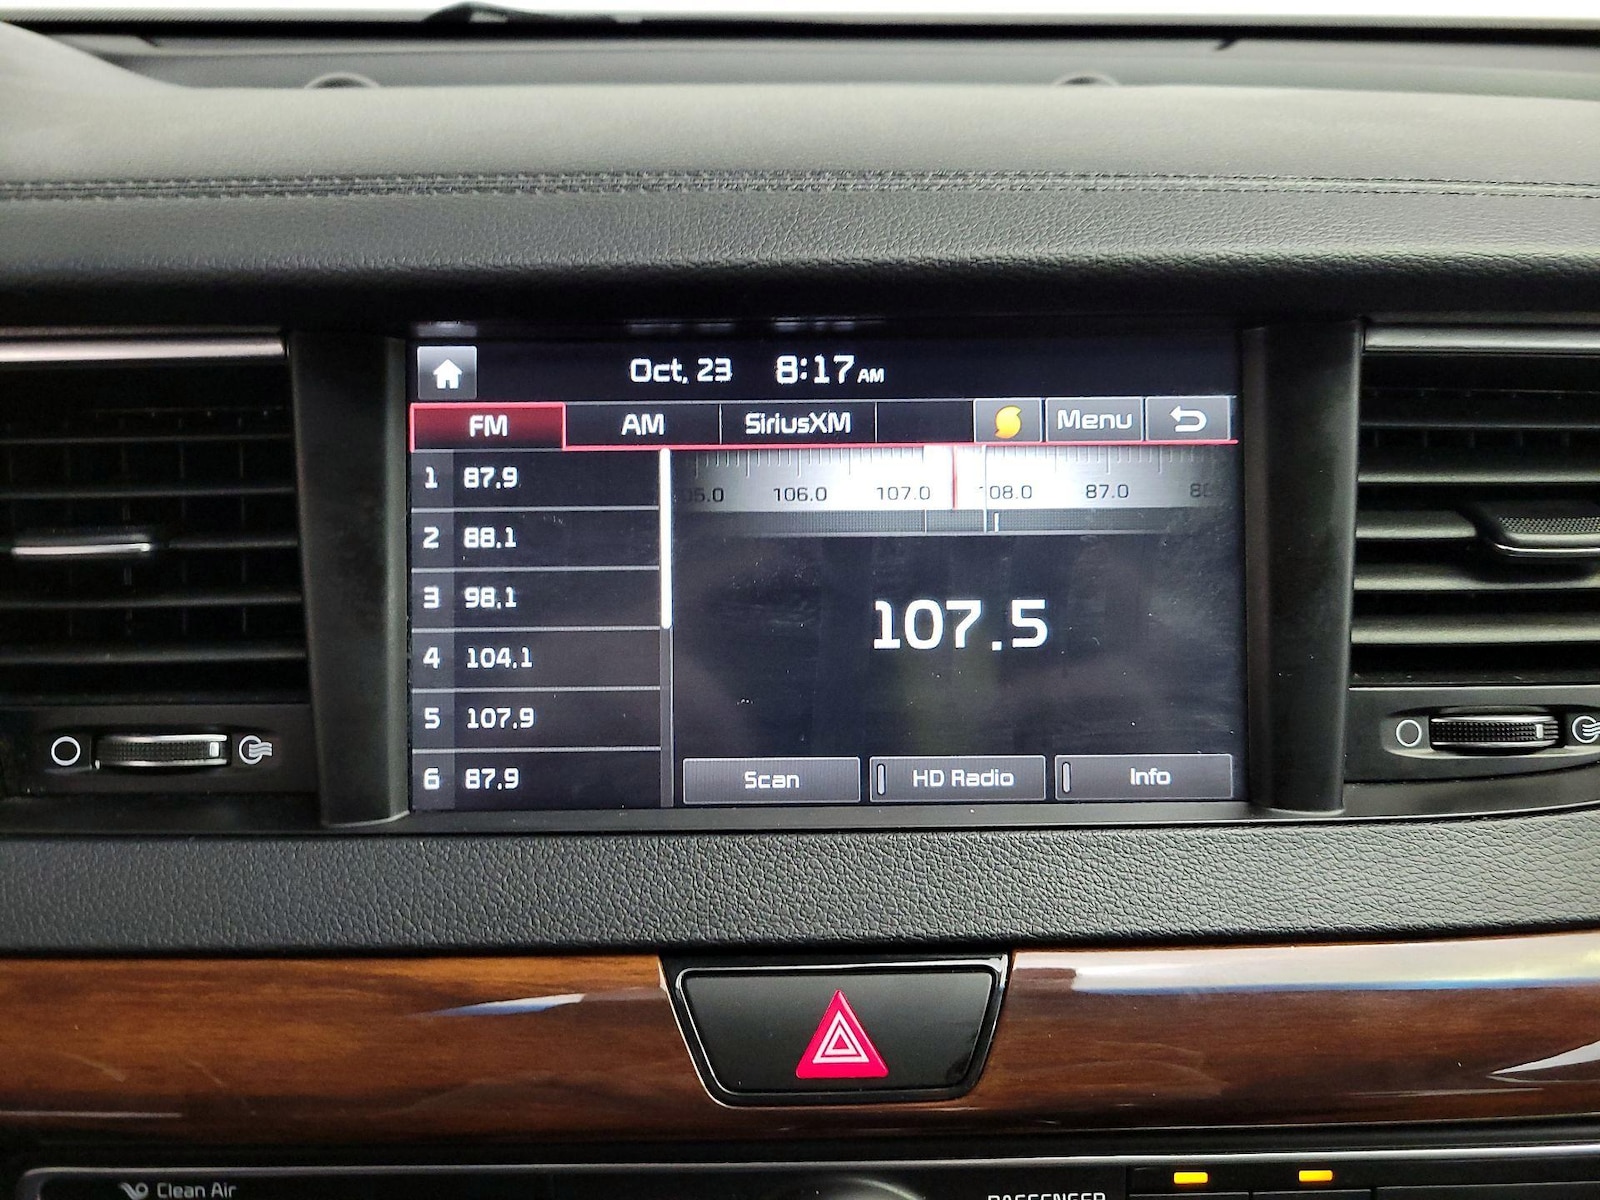 Oct, 23 8:17 AM
FM AM SiriusXM Menu
1 87.9
2 88.1
3 98.1
4 104.1
5 107.9
6 87.9
106.0 107.0 108.0 87.0
107.5
Scan HD Radio Info
Clean Air PASSENGER